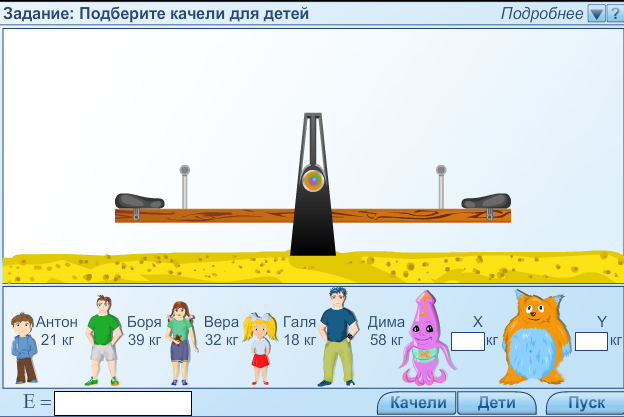 Задание: Подберите качели для детей
Подробнее ?
Антон 21 кг
Боря 39 кг
Вера 32 кг
Галя 18 кг
Дима 58 кг
X кг
Y кг
E =
Качели Дети Пуск